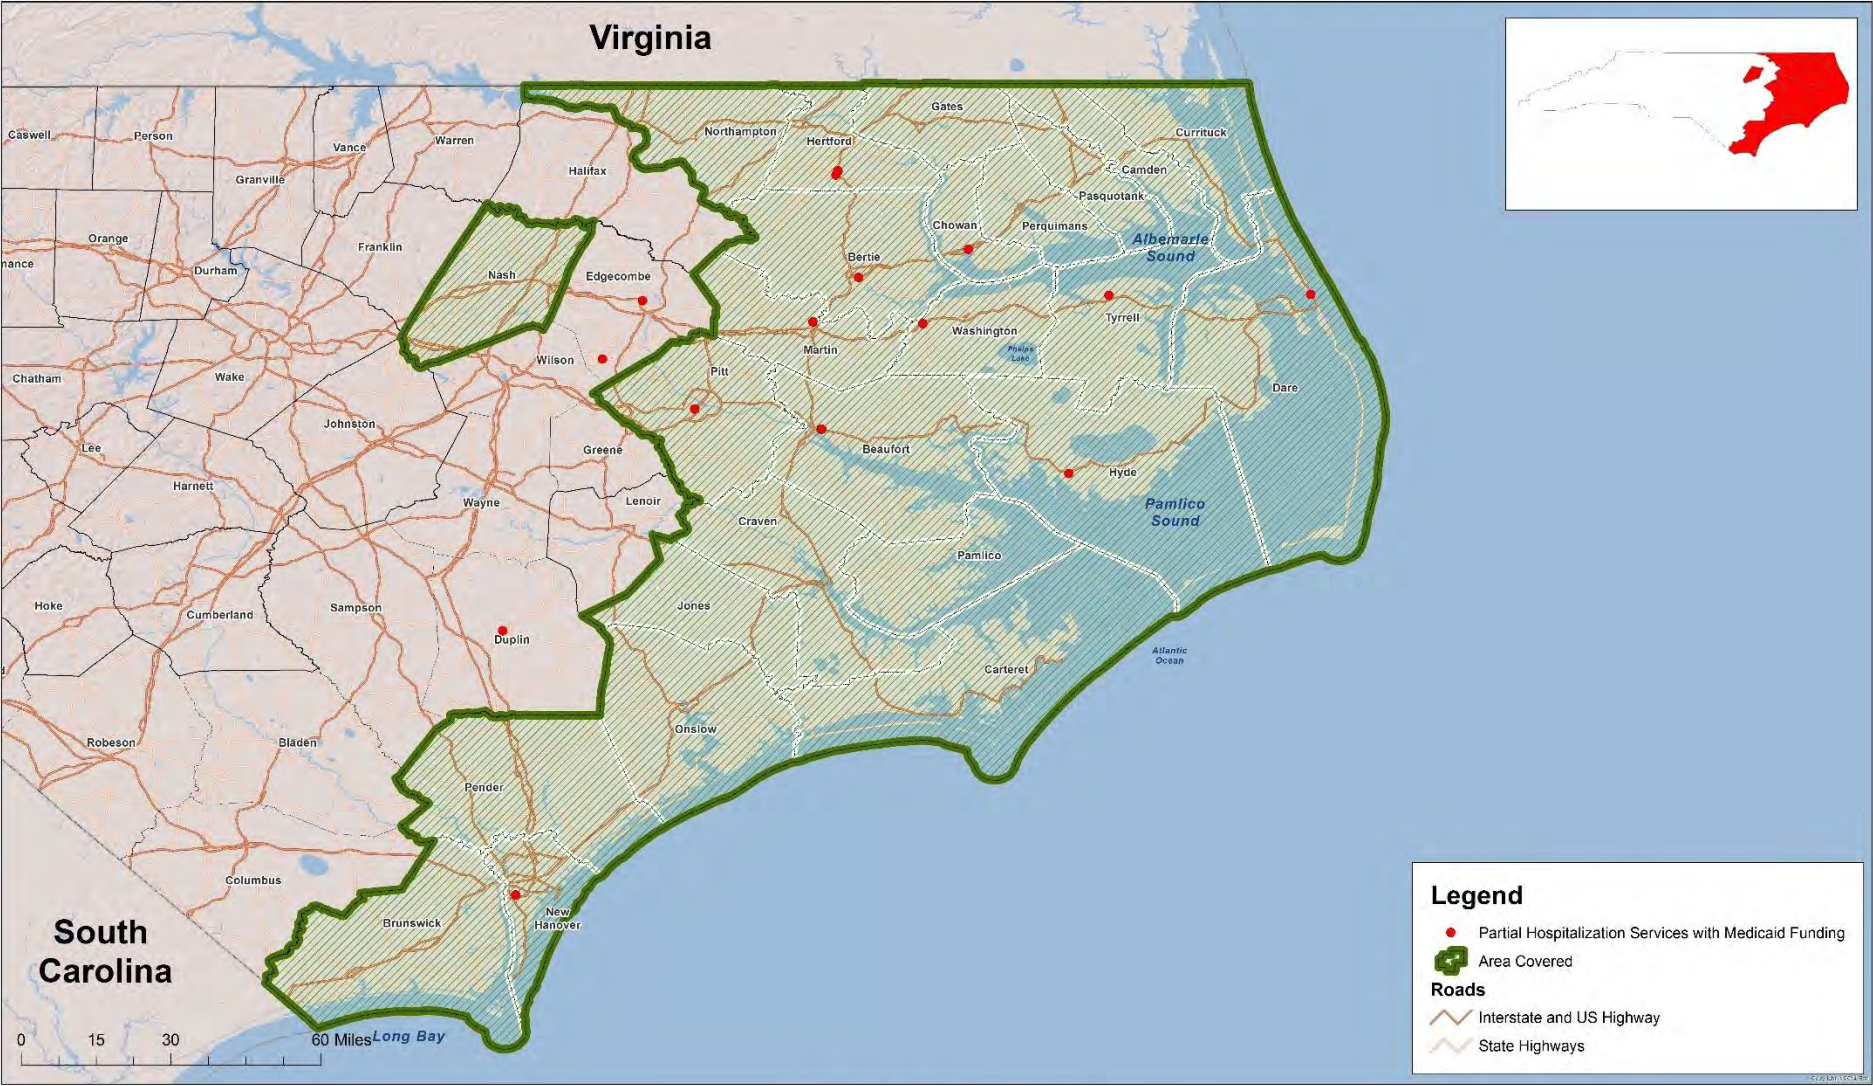 Virginia
Gates
Northampton
Hertford
Currituck
Caswell
Person
Vance
Warren
Halifax
Granville
Camden
Pasquotank
Chowan
Perquimans
Albemarle
Sound
Orange
Franklin
Durham
Bertie
Nash
Edgecombe
Washington
Tyrrell
Phelps
Lake
Martin
Wilson
Pitt
Chatham
Wake
Dare
Johnston
Lee
Greene
Beaufort
Hyde
Harnett
Wayne
Lenoir
Pamlico
Sound
Craven
Pamlico
Hoke
Cumberland
Sampson
Jones
Duplin
Atlantic
Ocean
Carteret
Onslow
Robeson
Bladen
Pender
Columbus
Brunswick
New
Hanover
South
Carolina
0 15 30 60 Miles
Long Bay
Legend
Partial Hospitalization Services with Medicaid Funding
Area Covered
Roads
Interstate and US Highway
State Highways